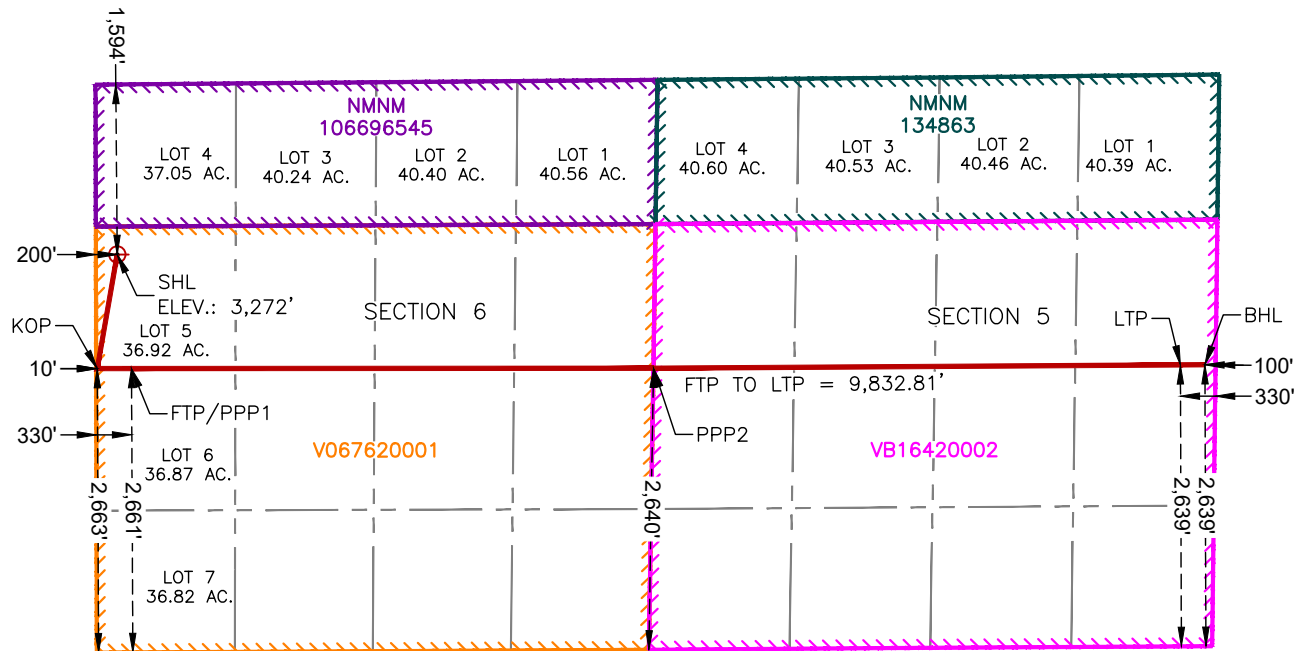 1,594'
NMNM
106696545
NMNM
134863
LOT 4
37.05 AC.
LOT 3
40.24 AC.
LOT 2
40.40 AC.
LOT 1
40.56 AC.
LOT 4
40.60 AC.
LOT 3
40.53 AC.
LOT 2
40.46 AC.
LOT 1
40.39 AC.
200'
SHL
ELEV.: 3,272'
SECTION 6
SECTION 5
KOP
LOT 5
36.92 AC.
LTP
BHL
10'
100'
FTP TO LTP = 9,832.81'
330'
FTP/PPP1
PPP2
330'
V067620001
VB16420002
LOT 6
36.87 AC.
2,663'
2,661'
2,640'
2,639'
2,639'
LOT 7
36.82 AC.